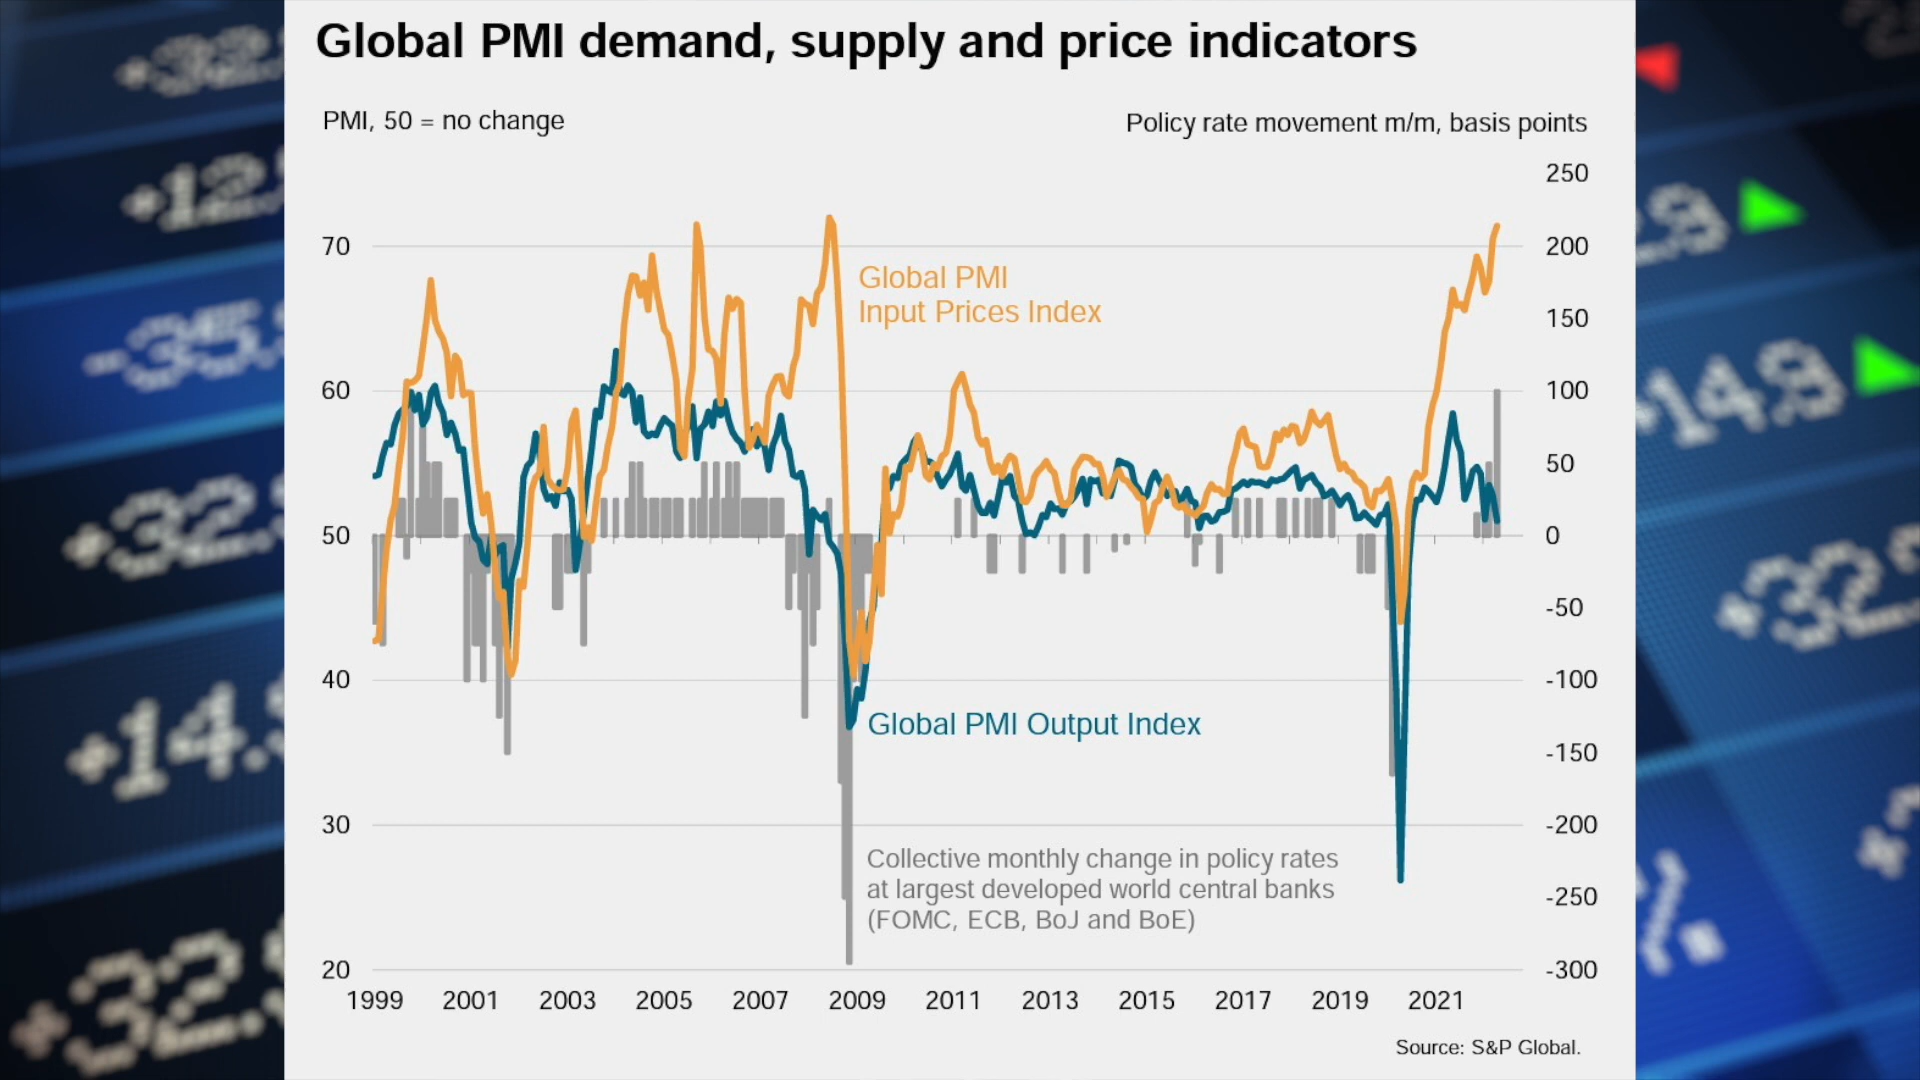 Global PMI demand, supply and price indicators
PMI, 50 = no change
Policy rate movement m/m, basis points
250
70
200
Global PMI
Input Prices Index
150
60
100
50
50
0
-50
40
-100
Global PMI Output Index
-150
30
-200
Collective monthly change in policy rates
at largest developed world central banks
(FOMC, ECB, BoJ and BoE)
-250
20
-300
1999 2001 2003 2005 2007 2009 2011 2013 2015 2017 2019 2021
Source: S&P Global.